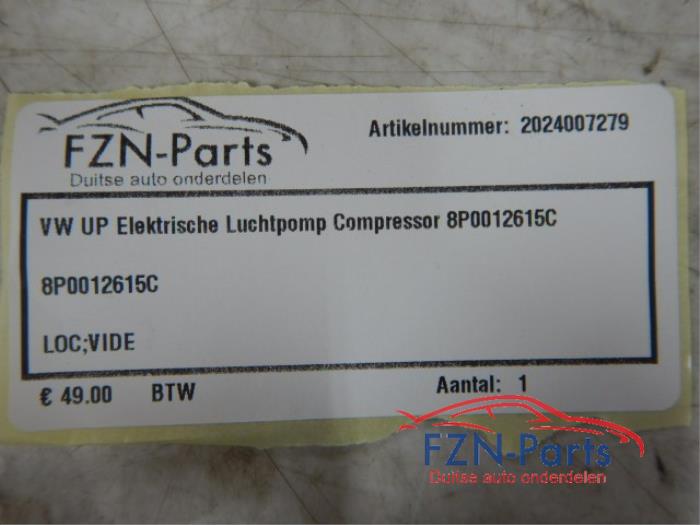 FZN-Parts
Duitse auto onderdelen
Artikelnummer: 2024007279
VW UP Elektrische Luchtpomp Compressor 8P0012615C
8P0012615C
LOC;VIDE
€ 49.00 BTW Aantal: 1
FZN-Parts
Duitse auto onderdelen